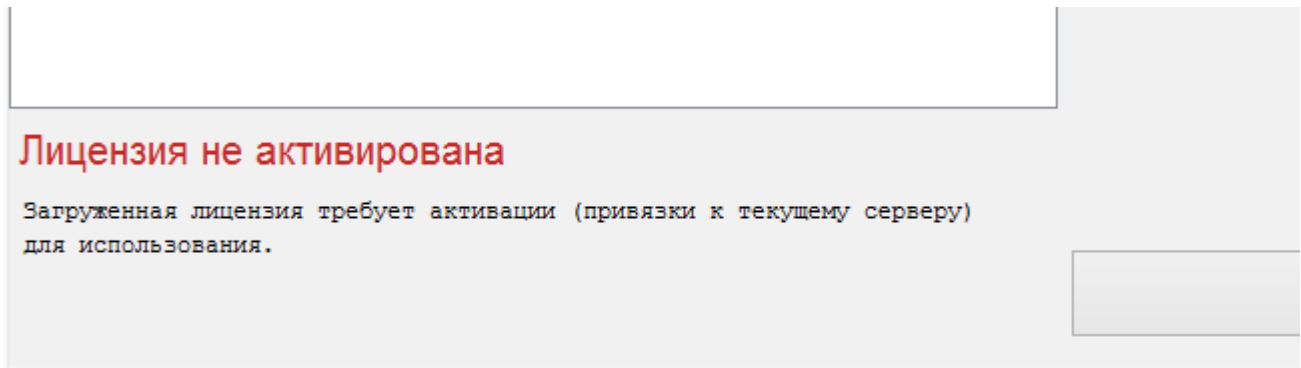 Лицензия не активирована
Загруженная лицензия требует активации (привязки к текущему серверу)
для использования.